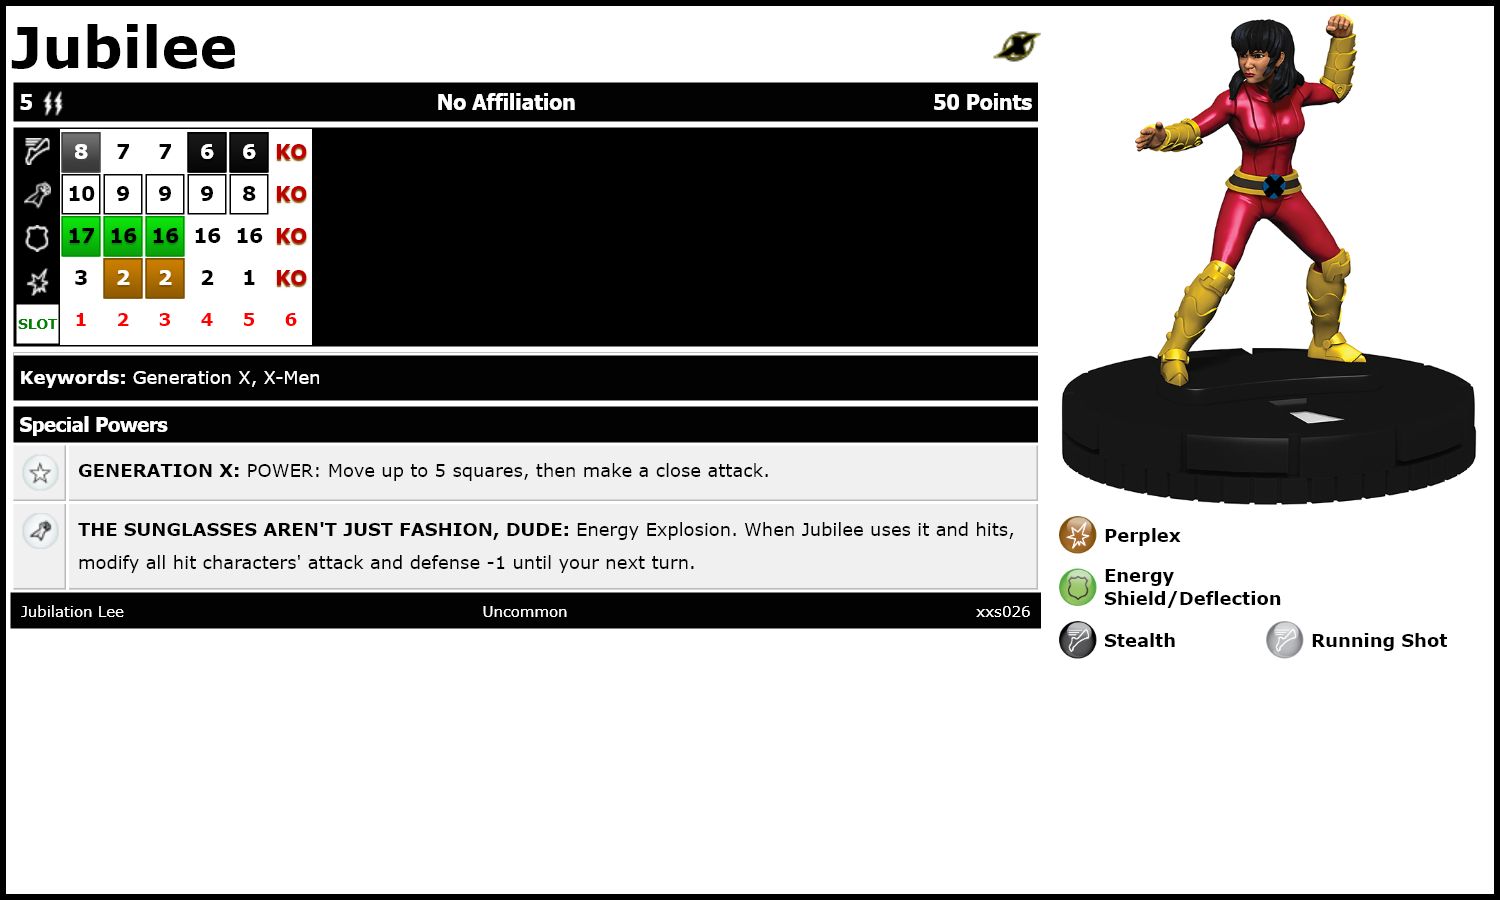 Jubilee
5 No Affiliation 50 Points
8 7 7 6 6 KO
10 9 9 9 8 KO
17 16 16 16 16 KO
3 2 2 2 1 KO
SLOT 1 2 3 4 5 6
Keywords: Generation X, X-Men
Special Powers
GENERATION X: POWER: Move up to 5 squares, then make a close attack.
THE SUNGLASSES AREN'T JUST FASHION, DUDE: Energy Explosion. When Jubilee uses it and hits,
modify all hit characters' attack and defense -1 until your next turn.
Jubilation Lee Uncommon xxs026
Perplex
Energy
Shield/Deflection
Stealth Running Shot